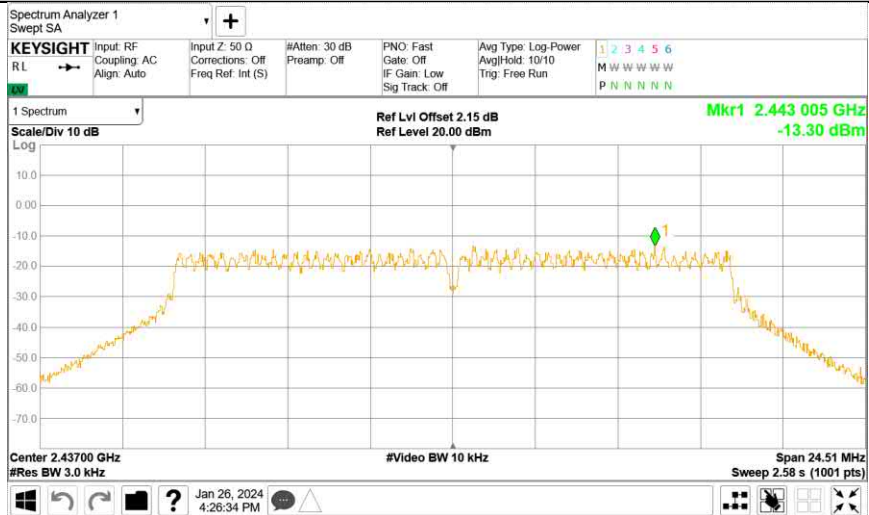 Spectrum Analyzer 1
Swept SA
+
KEYSIGHT
RL
Input: RF
Coupling: AC
Align: Auto
Input Z: 50 Ω
Corrections: Off
Freq Ref: Int (S)
#Atten: 30 dB
Preamp: Off
PNO: Fast
Gate: Off
IF Gain: Low
Sig Track: Off
Avg Type: Log-Power
Avg|Hold: 10/10
Trig: Free Run
1 2 3 4 5 6
M W W W W W
P N N N N N
1 Spectrum
Scale/Div 10 dB
Log
Ref Lvl Offset 2.15 dB
Ref Level 20.00 dBm
Mkr1 2.443 005 GHz
-13.30 dBm
10.0
0.00
-10.0
-20.0
-30.0
-40.0
-50.0
-60.0
-70.0
1
Center 2.43700 GHz
#Res BW 3.0 kHz
#Video BW 10 kHz
Span 24.51 MHz
Sweep 2.58 s (1001 pts)
?
Jan 26, 2024
4:26:34 PM